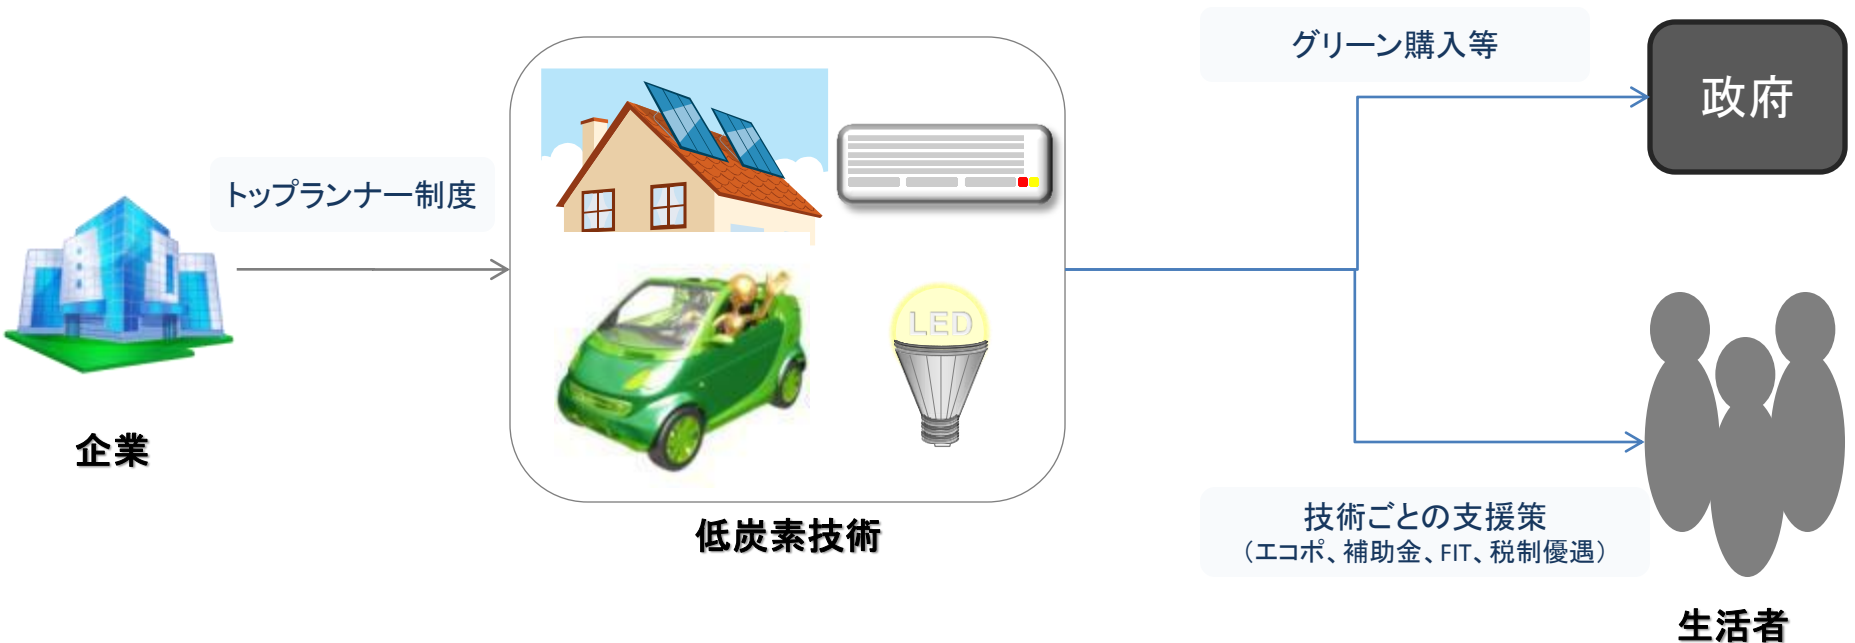 グリーン購入等
政府
トップランナー制度
LED
企業
低炭素技術
技術ごとの支援策
（エコポ、補助金、FIT、税制優遇）
生活者